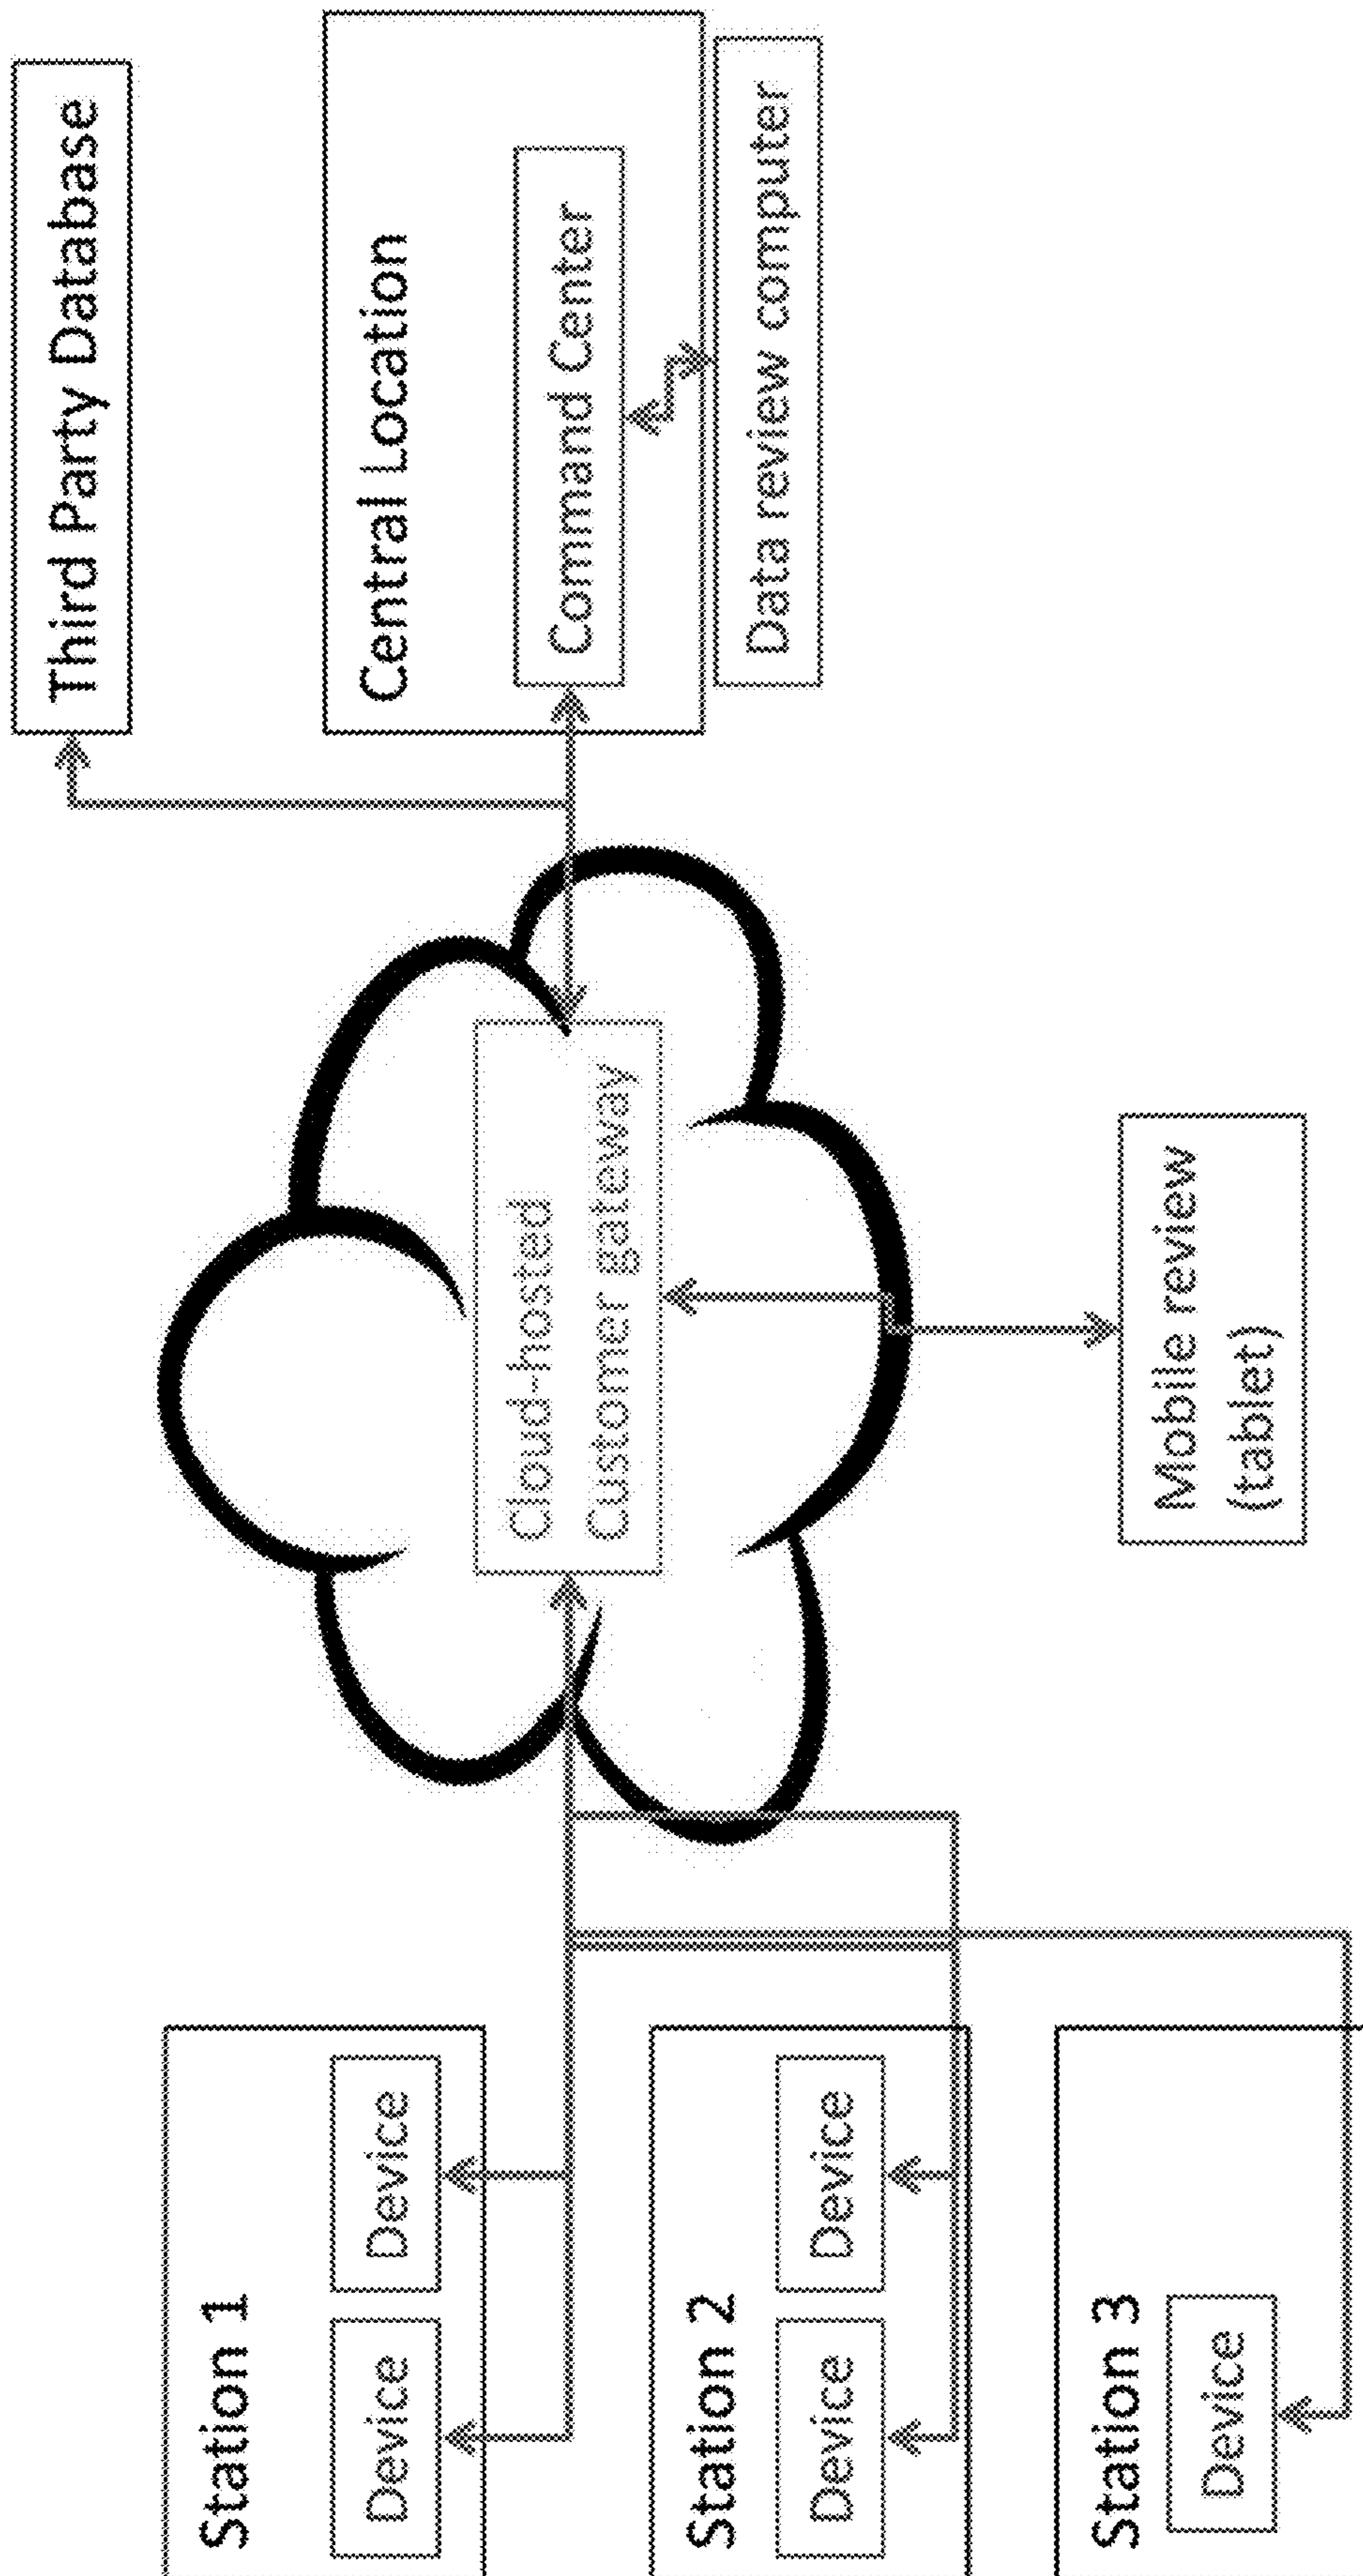 Station 1
Device
Device
Station 2
Device
Device
Station 3
Device
Cloud-hosted
Customer gateway
Mobile review
(tablet)
Third Party Database
Central Location
Command Center
Data review computer